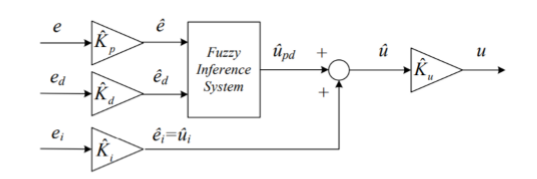 e
K̂p
ê
Fuzzy
Inference
System
ûpd
+
+
û
K̂u
u
ed
K̂d
êd
ei
K̂i
êi=ûi